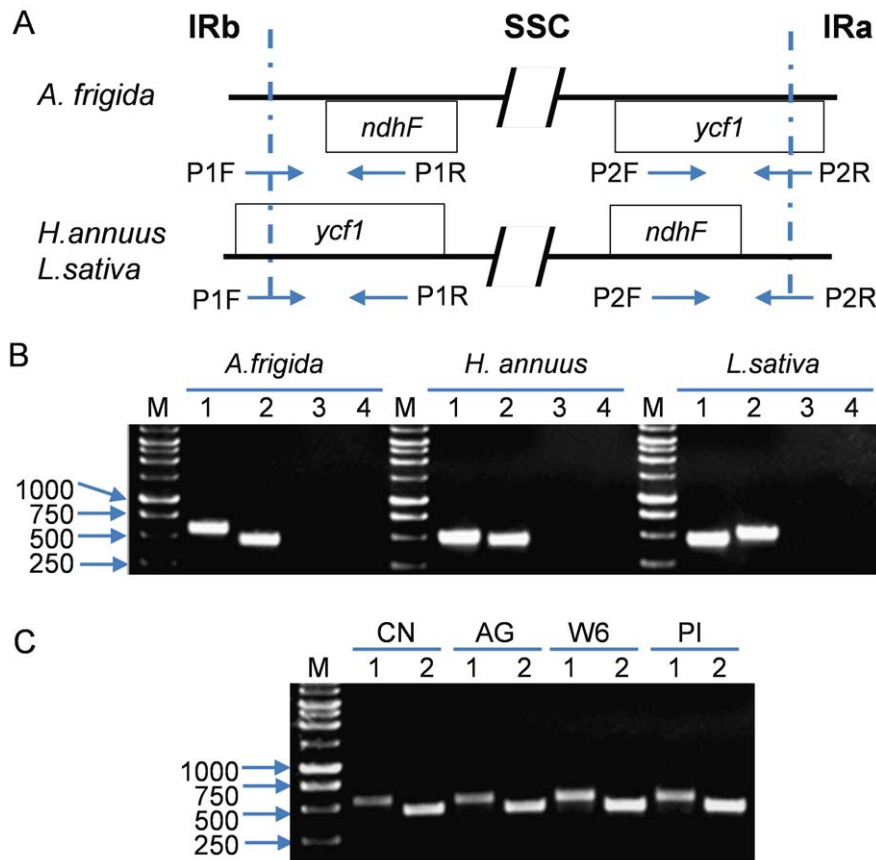 A
IRb SSC IRa
A. frigida
ndhF ycf1
P1F P1R P2F P2R
H.annuus
L.sativa
ycf1 ndhF
P1F P1R P2F P2R
B
A.frigida H. annuus L.sativa
M 1 2 3 4 M 1 2 3 4 M 1 2 3 4
1000
750
500
250
C
CN AG W6 PI
M 1 2 1 2 1 2 1 2
1000
750
500
250